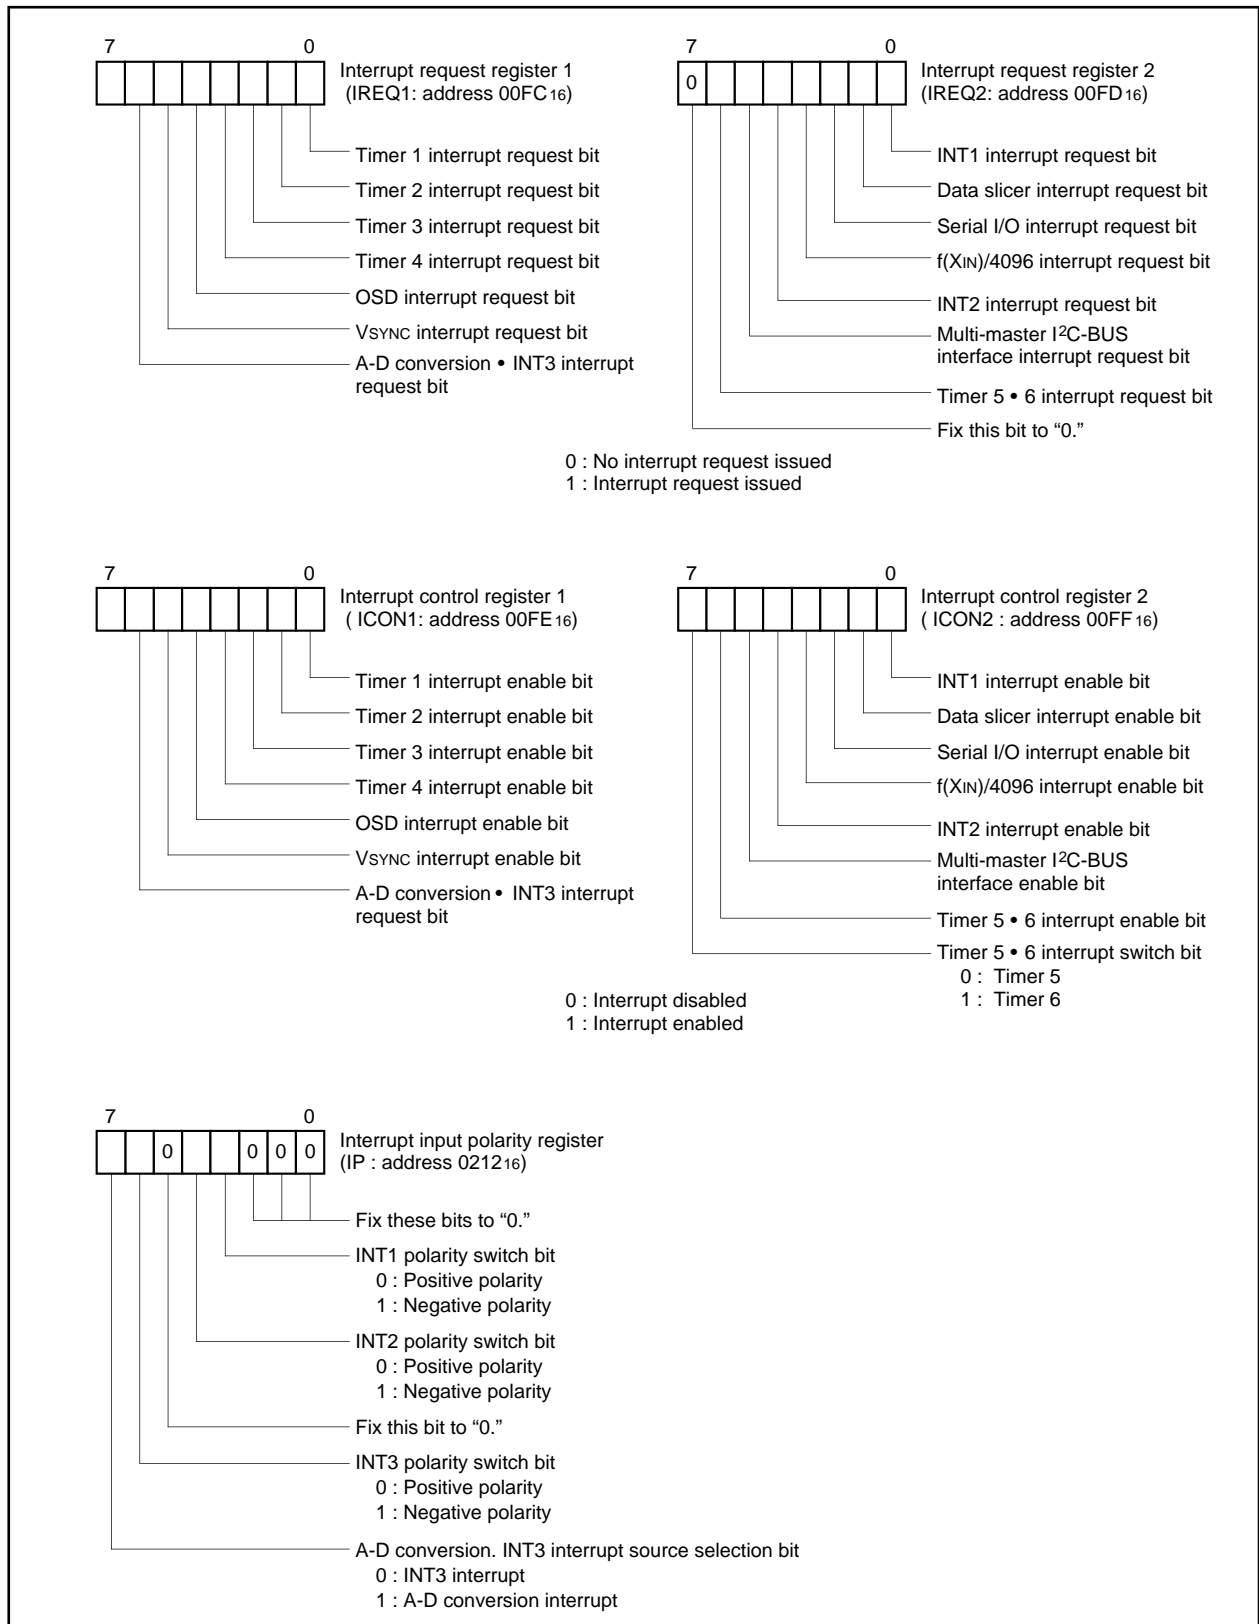 7 0
Interrupt request register 1
(IREQ1: address 00FC16)
Timer 1 interrupt request bit
Timer 2 interrupt request bit
Timer 3 interrupt request bit
Timer 4 interrupt request bit
OSD interrupt request bit
VSYNC interrupt request bit
A-D conversion • INT3 interrupt
request bit
7 0
0
Interrupt request register 2
(IREQ2: address 00FD16)
INT1 interrupt request bit
Data slicer interrupt request bit
Serial I/O interrupt request bit
f(XIN)/4096 interrupt request bit
INT2 interrupt request bit
Multi-master I2C-BUS
interface interrupt request bit
Timer 5 • 6 interrupt request bit
Fix this bit to “0.”
0 : No interrupt request issued
1 : Interrupt request issued
7 0
Interrupt control register 1
( ICON1: address 00FE16)
Timer 1 interrupt enable bit
Timer 2 interrupt enable bit
Timer 3 interrupt enable bit
Timer 4 interrupt enable bit
OSD interrupt enable bit
VSYNC interrupt enable bit
A-D conversion • INT3 interrupt
request bit
7 0
Interrupt control register 2
( ICON2 : address 00FF16)
INT1 interrupt enable bit
Data slicer interrupt enable bit
Serial I/O interrupt enable bit
f(XIN)/4096 interrupt enable bit
INT2 interrupt enable bit
Multi-master I2C-BUS
interface enable bit
Timer 5 • 6 interrupt enable bit
Timer 5 • 6 interrupt switch bit
0 : Timer 5
1 : Timer 6
0 : Interrupt disabled
1 : Interrupt enabled
7 0
0 0 0 0
Interrupt input polarity register
(IP : address 021216)
Fix these bits to “0.”
INT1 polarity switch bit
0 : Positive polarity
1 : Negative polarity
INT2 polarity switch bit
0 : Positive polarity
1 : Negative polarity
Fix this bit to “0.”
INT3 polarity switch bit
0 : Positive polarity
1 : Negative polarity
A-D conversion. INT3 interrupt source selection bit
0 : INT3 interrupt
1 : A-D conversion interrupt